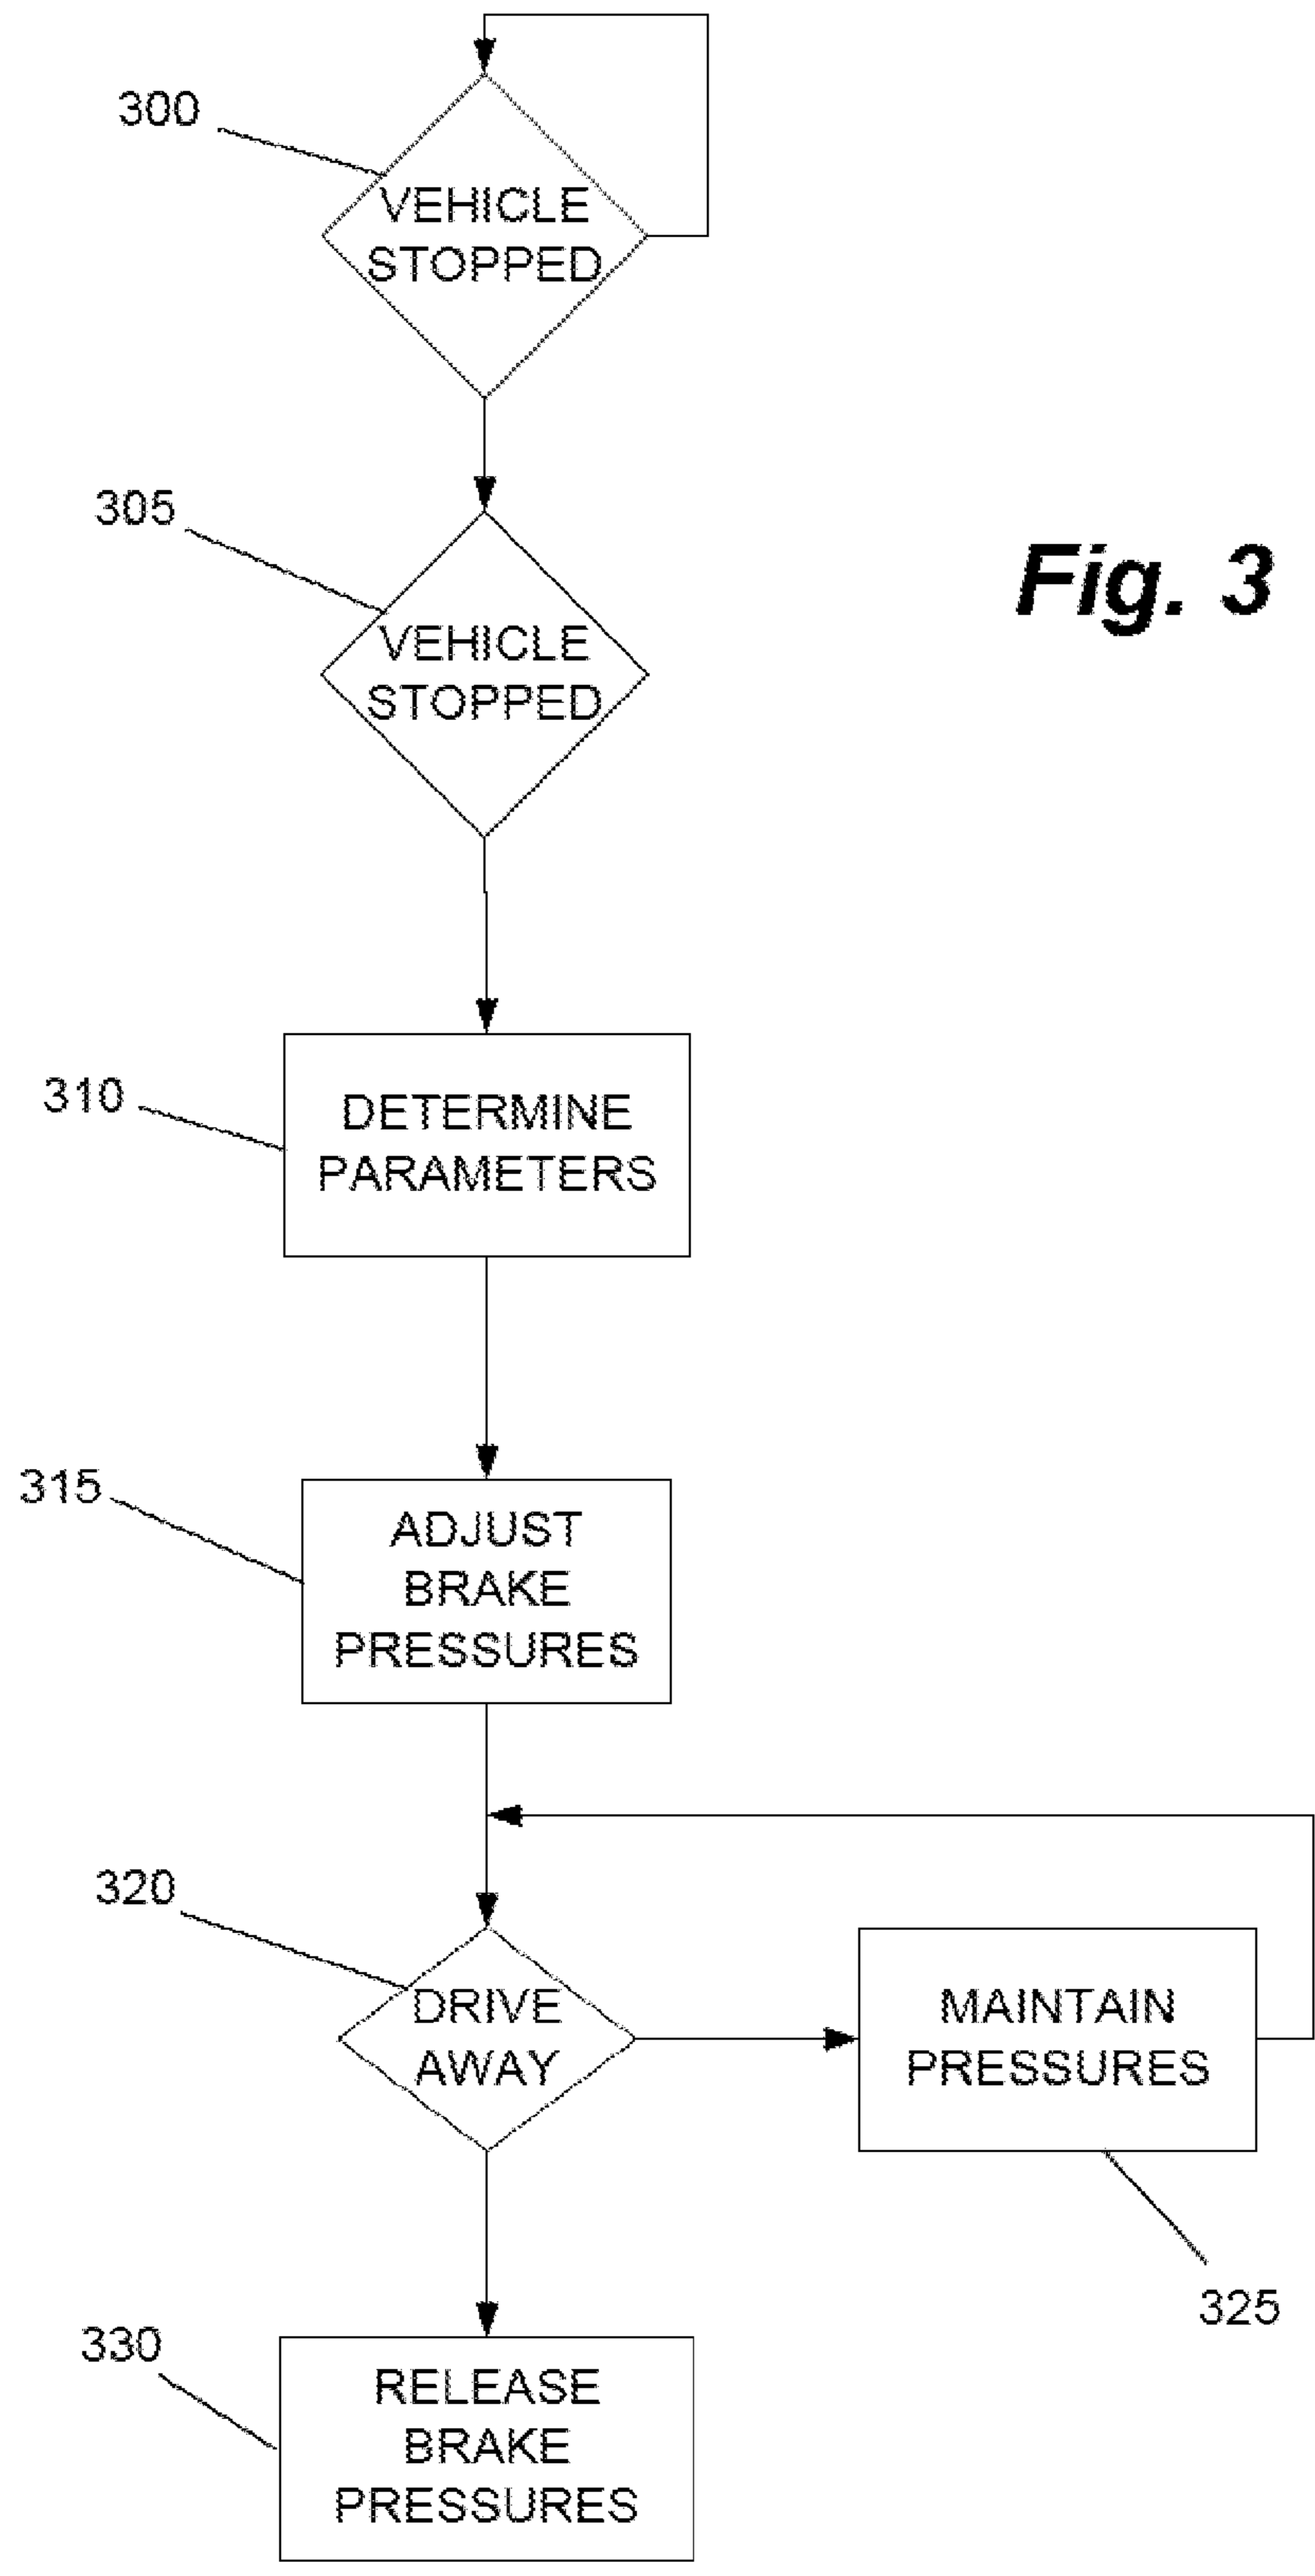 300
VEHICLE
STOPPED
305
VEHICLE
STOPPED
Fig. 3
310
DETERMINE
PARAMETERS
315
ADJUST
BRAKE
PRESSURES
320
DRIVE
AWAY
MAINTAIN
PRESSURES
325
330
RELEASE
BRAKE
PRESSURES